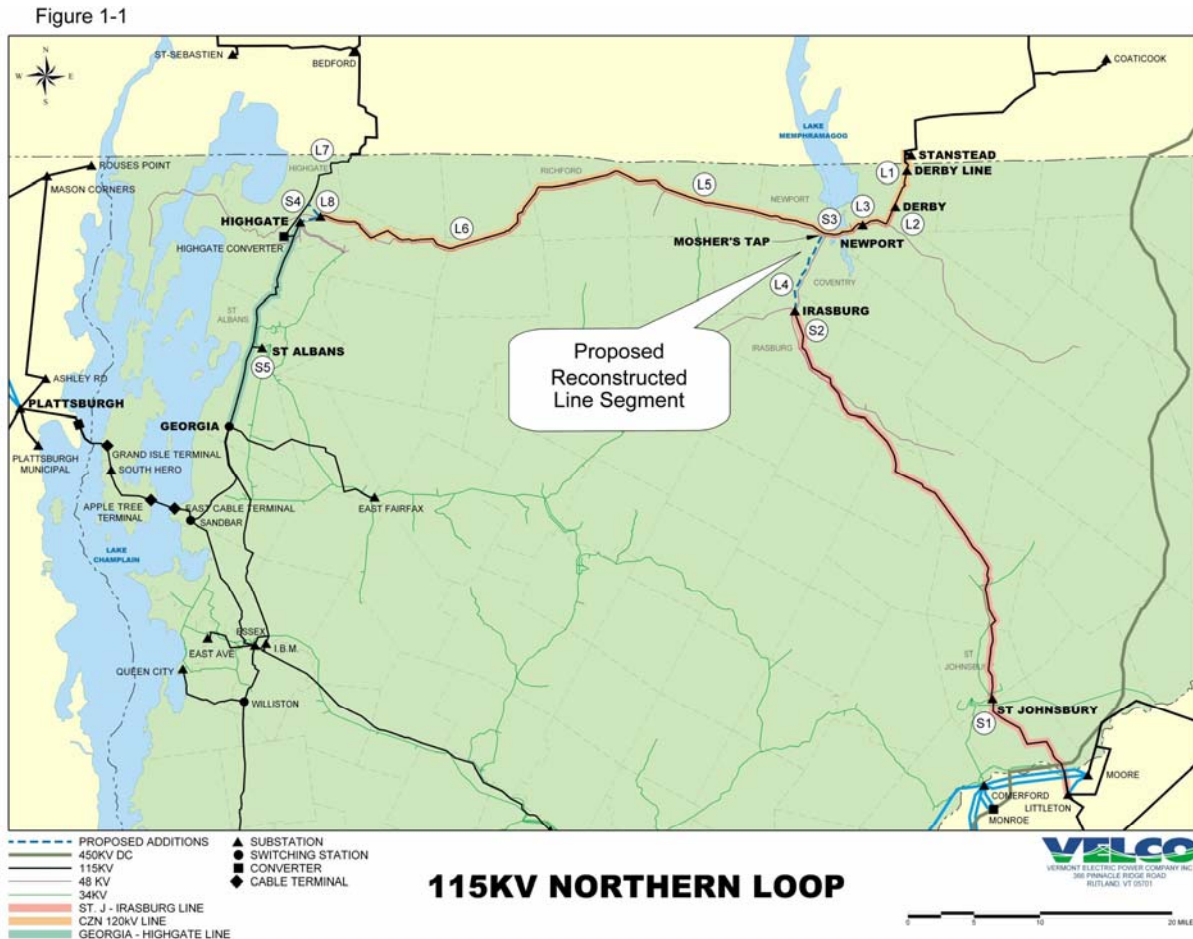 Figure 1-1
N
W
E
S
ST-SEBASTIEN
BEDFORD
COATICOOK
LAKE
MEMPHRAMAGOG
ROUSES POINT
MASON CORNERS
L7
HIGHGATE
STANSTEAD
L1
DERBY LINE
RICHFORD
L5
NEWPORT
S4
L8
L3
DERBY
HIGHGATE
S3
L2
L6
HIGHGATE CONVERTER
MOSHER'S TAP
NEWPORT
L4
COVENTRY
ST
ALBANS
IRASBURG
S2
IRASBURG
ST ALBANS
S5
Proposed
Reconstructed
Line Segment
ASHLEY RD
PLATTSBURGH
GEORGIA
PLATTSBURGH
MUNICIPAL
GRAND ISLE TERMINAL
SOUTH HERO
APPLE TREE
TERMINAL
EAST CABLE TERMINAL
SANDBAR
EAST FAIRFAX
LAKE
CHAMPLAIN
ESSEX
I.B.M.
EAST AVE
QUEEN CITY
WILLISTON
ST
JOHNSBURY
ST JOHNSBURY
S1
MOORE
COMERFORD
LITTLETON
MONROE
PROPOSED ADDITIONS
450KV DC
115KV
48 KV
34KV
ST. J - IRASBURG LINE
CZN 120kV LINE
GEORGIA - HIGHGATE LINE
SUBSTATION
SWITCHING STATION
CONVERTER
CABLE TERMINAL
115KV NORTHERN LOOP
VELCO
VERMONT ELECTRIC POWER COMPANY INC
366 PINNACLE RIDGE ROAD
RUTLAND, VT 05701
0 5 10 20 MILES